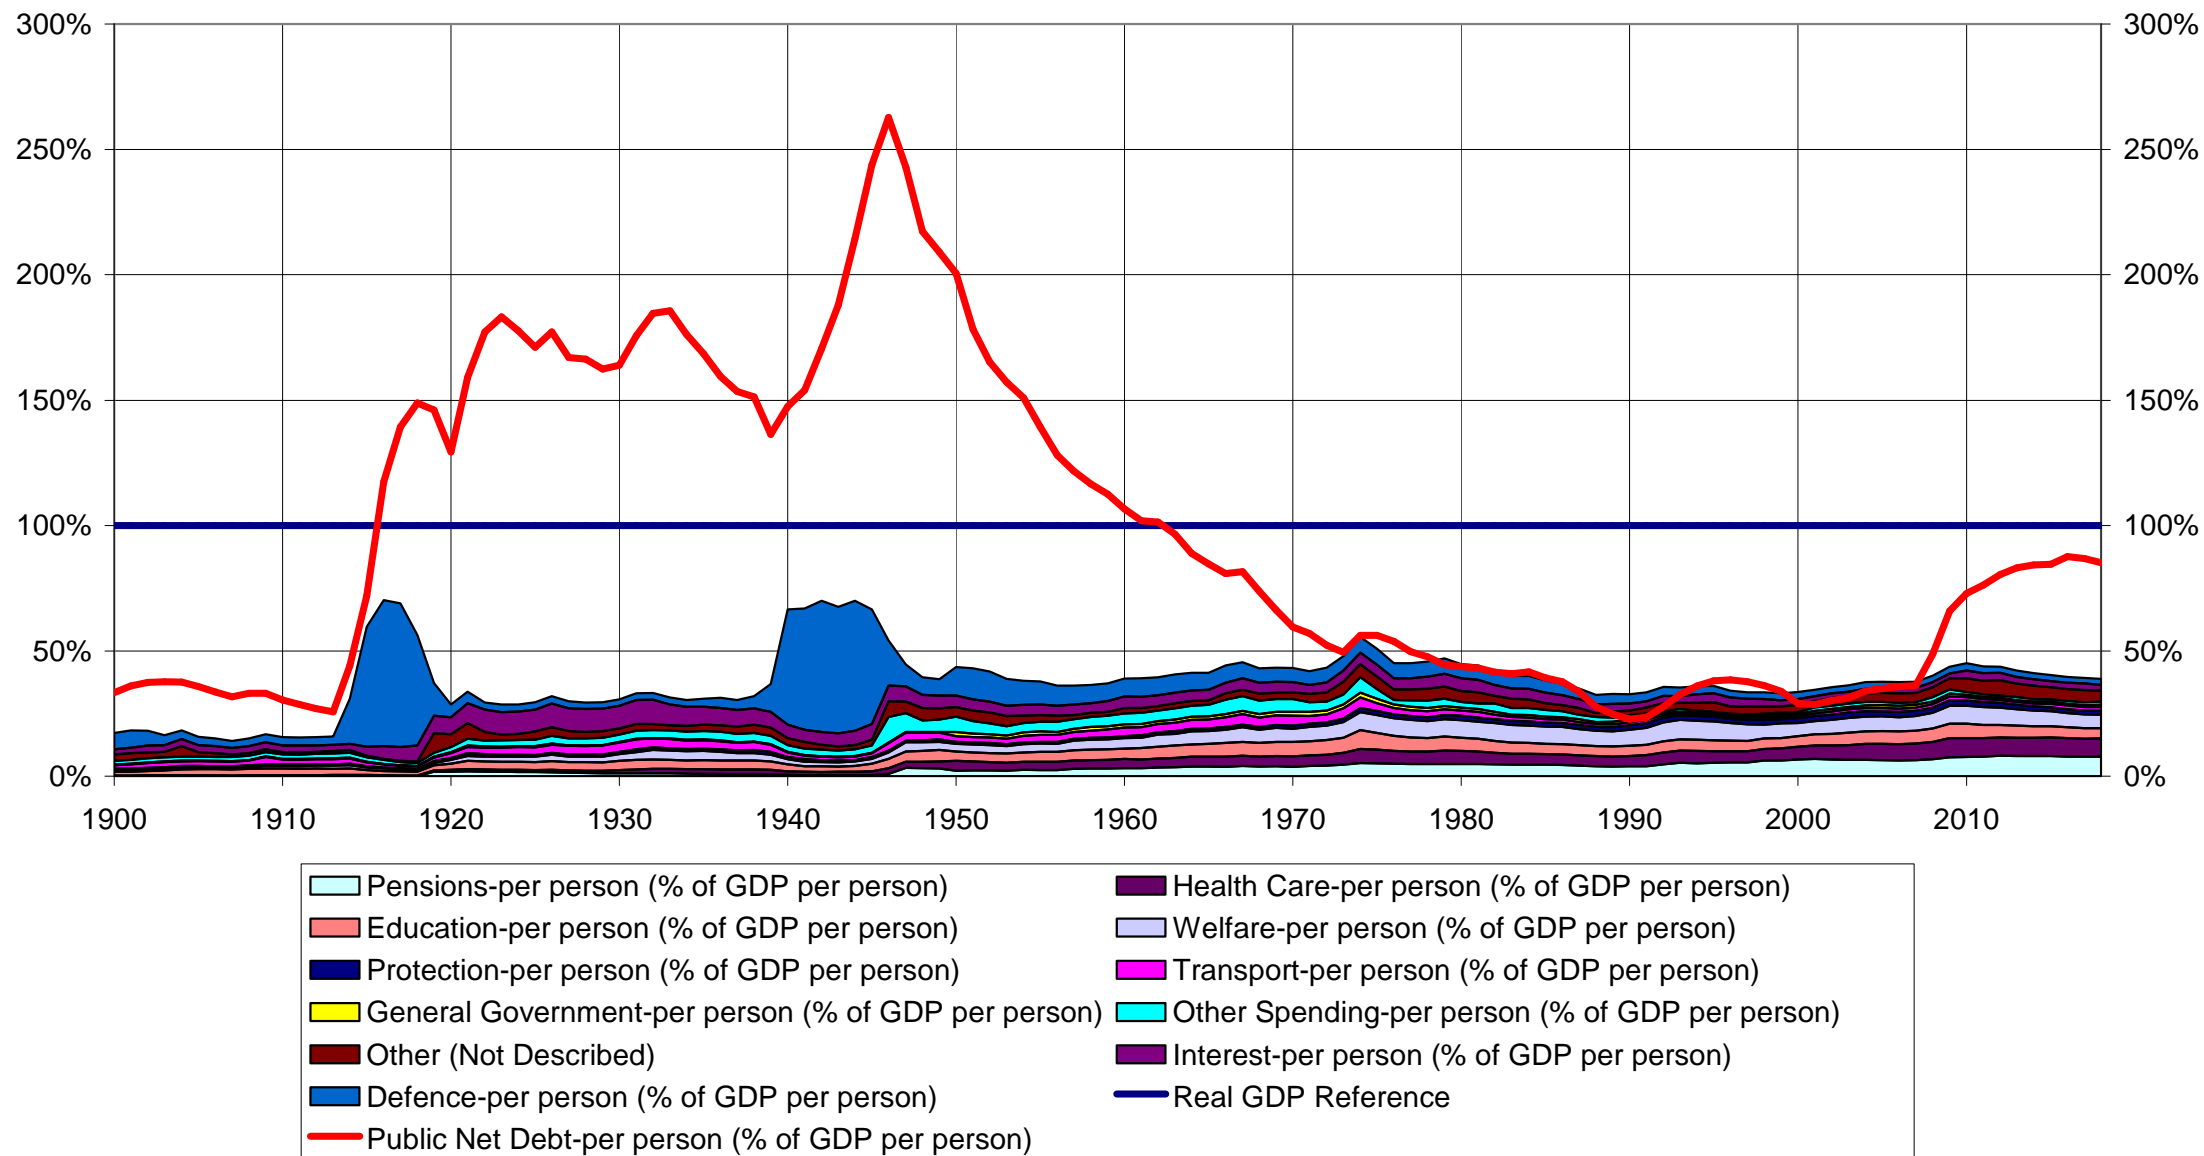 300% 300%
250% 250%
200% 200%
150% 150%
100% 100%
50% 50%
0% 0%
1900 1910 1920 1930 1940 1950 1960 1970 1980 1990 2000 2010
Pensions-per person (% of GDP per person) Health Care-per person (% of GDP per person)
Education-per person (% of GDP per person) Welfare-per person (% of GDP per person)
Protection-per person (% of GDP per person) Transport-per person (% of GDP per person)
General Government-per person (% of GDP per person) Other Spending-per person (% of GDP per person)
Other (Not Described) Interest-per person (% of GDP per person)
Defence-per person (% of GDP per person) Real GDP Reference
Public Net Debt-per person (% of GDP per person)